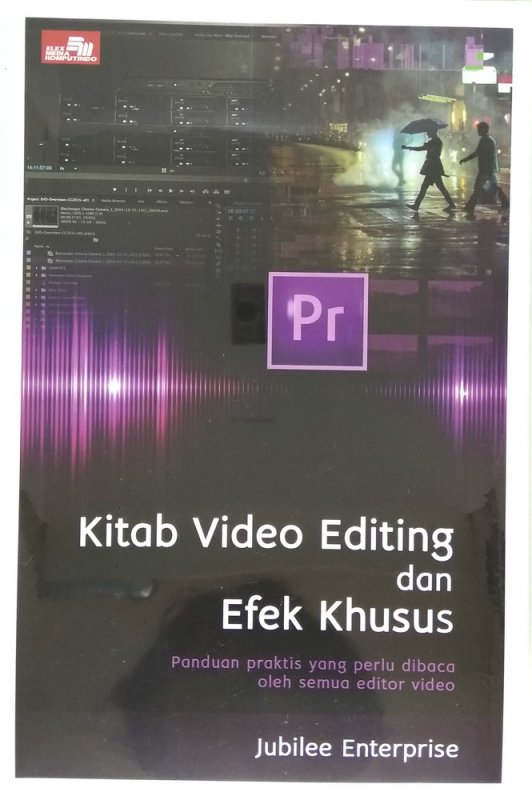 ELEX
MEDIA
KOMPUTINDO
Pr
Kitab Video Editing
dan
Efek Khusus
Panduan praktis yang perlu dibaca
oleh semua editor video
Jubilee Enterprise